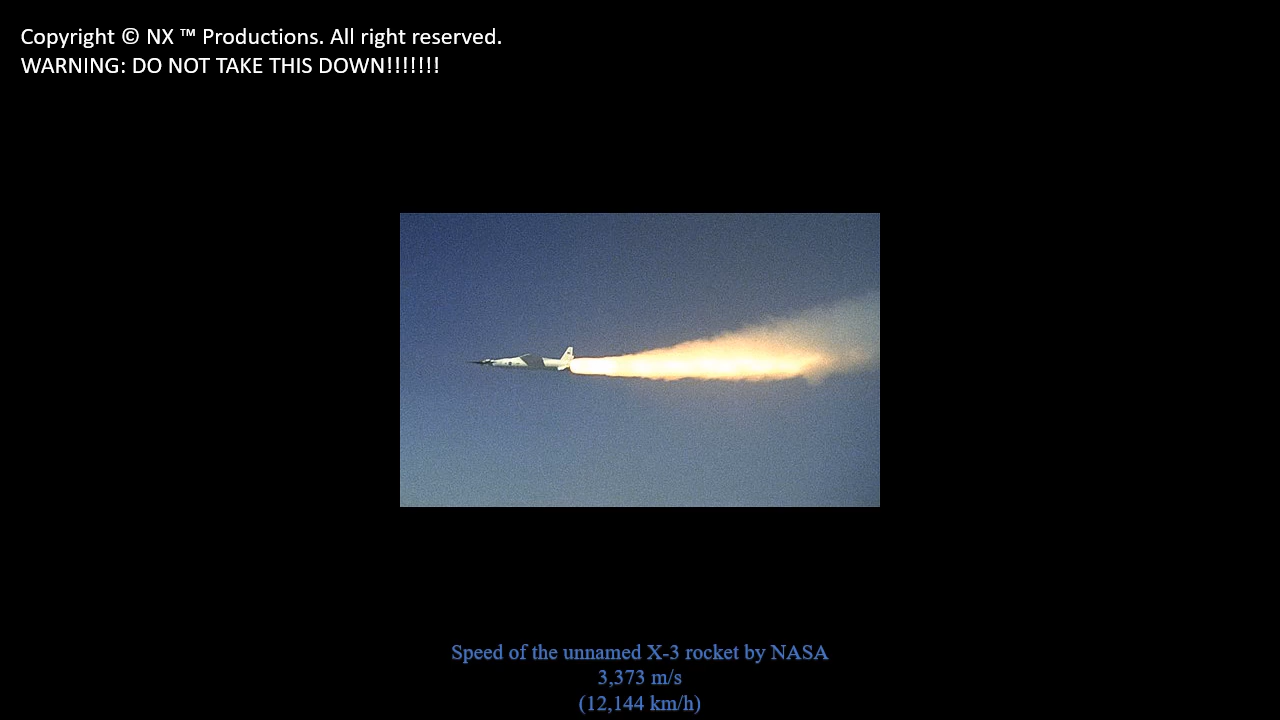 Copyright © NX ™ Productions. All right reserved.
WARNING: DO NOT TAKE THIS DOWN!!!!!!!
Speed of the unnamed X-3 rocket by NASA
3,373 m/s
(12,144 km/h)